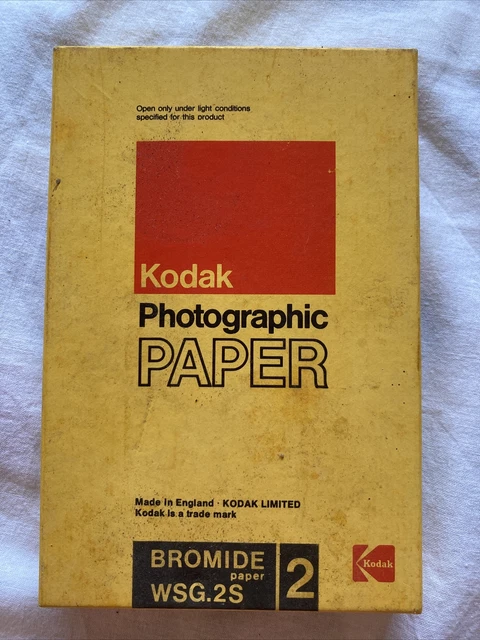 Open only under light conditions
specified for this product
Kodak
Photographic
PAPER
Made in England · KODAK LIMITED
Kodak is a trade mark
BROMIDE
paper
WSG.2S
2
Kodak